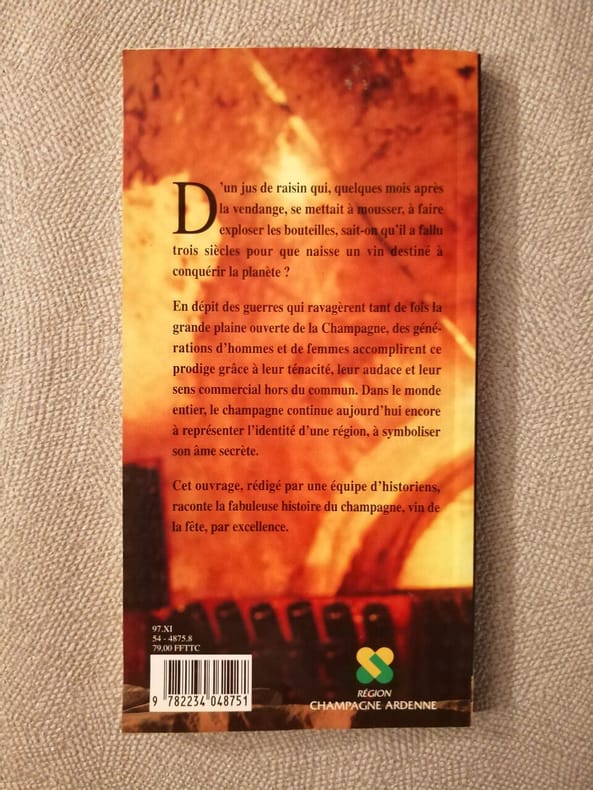 D'un jus de raisin qui, quelques mois après
la vendange, se mettait à mousser, à faire
exploser les bouteilles, sait-on qu'il a fallu
trois siècles pour que naisse un vin destiné à
conquérir la planète ?
En dépit des guerres qui ravagèrent tant de fois la
grande plaine ouverte de la Champagne, des géné-
rations d'hommes et de femmes accomplirent ce
prodige grâce à leur ténacité, leur audace et leur
sens commercial hors du commun. Dans le monde
entier, le champagne continue aujourd'hui encore
à représenter l'identité d'une région, à symboliser
son âme secrète.
Cet ouvrage, rédigé par une équipe d'historiens,
raconte la fabuleuse histoire du champagne, vin de
la fête, par excellence.
97.XI
54 - 4875.8
79,00 FFTTC
9 782234 048751
RÉGION
CHAMPAGNE ARDENNE